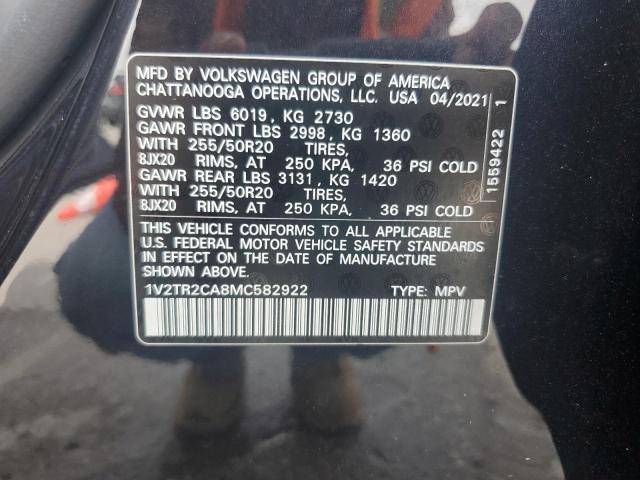 MFD BY VOLKSWAGEN GROUP OF AMERICA
CHATTANOOGA OPERATIONS, LLC. USA 04/2021 1
GVWR LBS 6019, KG 2730
GAWR FRONT LBS 2998, KG 1360
WITH 255/50R20 TIRES,
8JX20 RIMS, AT 250 KPA, 36 PSI COLD
GAWR REAR LBS 3131, KG 1420
WITH 255/50R20 TIRES,
8JX20 RIMS, AT 250 KPA, 36 PSI COLD
THIS VEHICLE CONFORMS TO ALL APPLICABLE
U.S. FEDERAL MOTOR VEHICLE SAFETY STANDARDS
IN EFFECT ON THE DATE OF MANUFACTURE
SHOWN ABOVE
1V2TR2CA8MC582922 TYPE: MPV
1559422